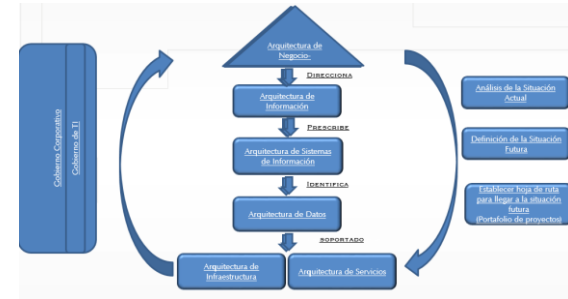 Gobierno Corporativo
Gobierno de TI
Arquitectura de
Negocio-
DIRECCIONA
Arquitectura de
Información
PRESCRIBE
Arquitectura de Sistemas
de Información
IDENTIFICA
Arquitectura de Datos
SOPORTADO
Arquitectura de
Infraestructura
Arquitectura de Servicios
Análisis de la Situación
Actual
Definición de la Situación
Futura
Establecer hoja de ruta
para llegar a la situación
futura
(Portafolio de proyectos)